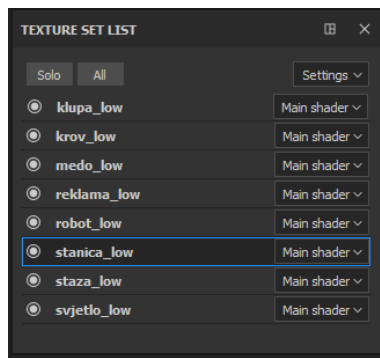 TEXTURE SET LIST
Solo All Settings
klupa_low Main shader
krov_low Main shader
medo_low Main shader
reklama_low Main shader
robot_low Main shader
stanica_low Main shader
staza_low Main shader
svjetlo_low Main shader